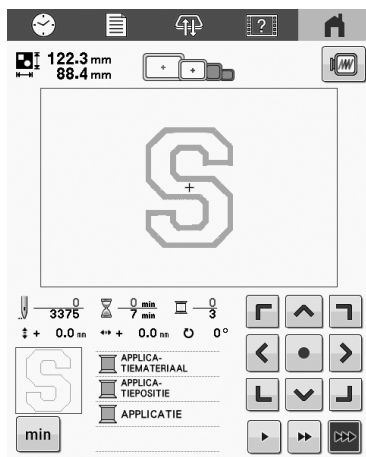 ?
122.3 mm
88.4 mm
S
0
3375
0 min
7 min
0
3
+ 0.0 mm
+ 0.0 mm
0°
APPLICA-
TIEMATERIAAL
APPLICA-
TIEPOSITIE
APPLICATIE
min